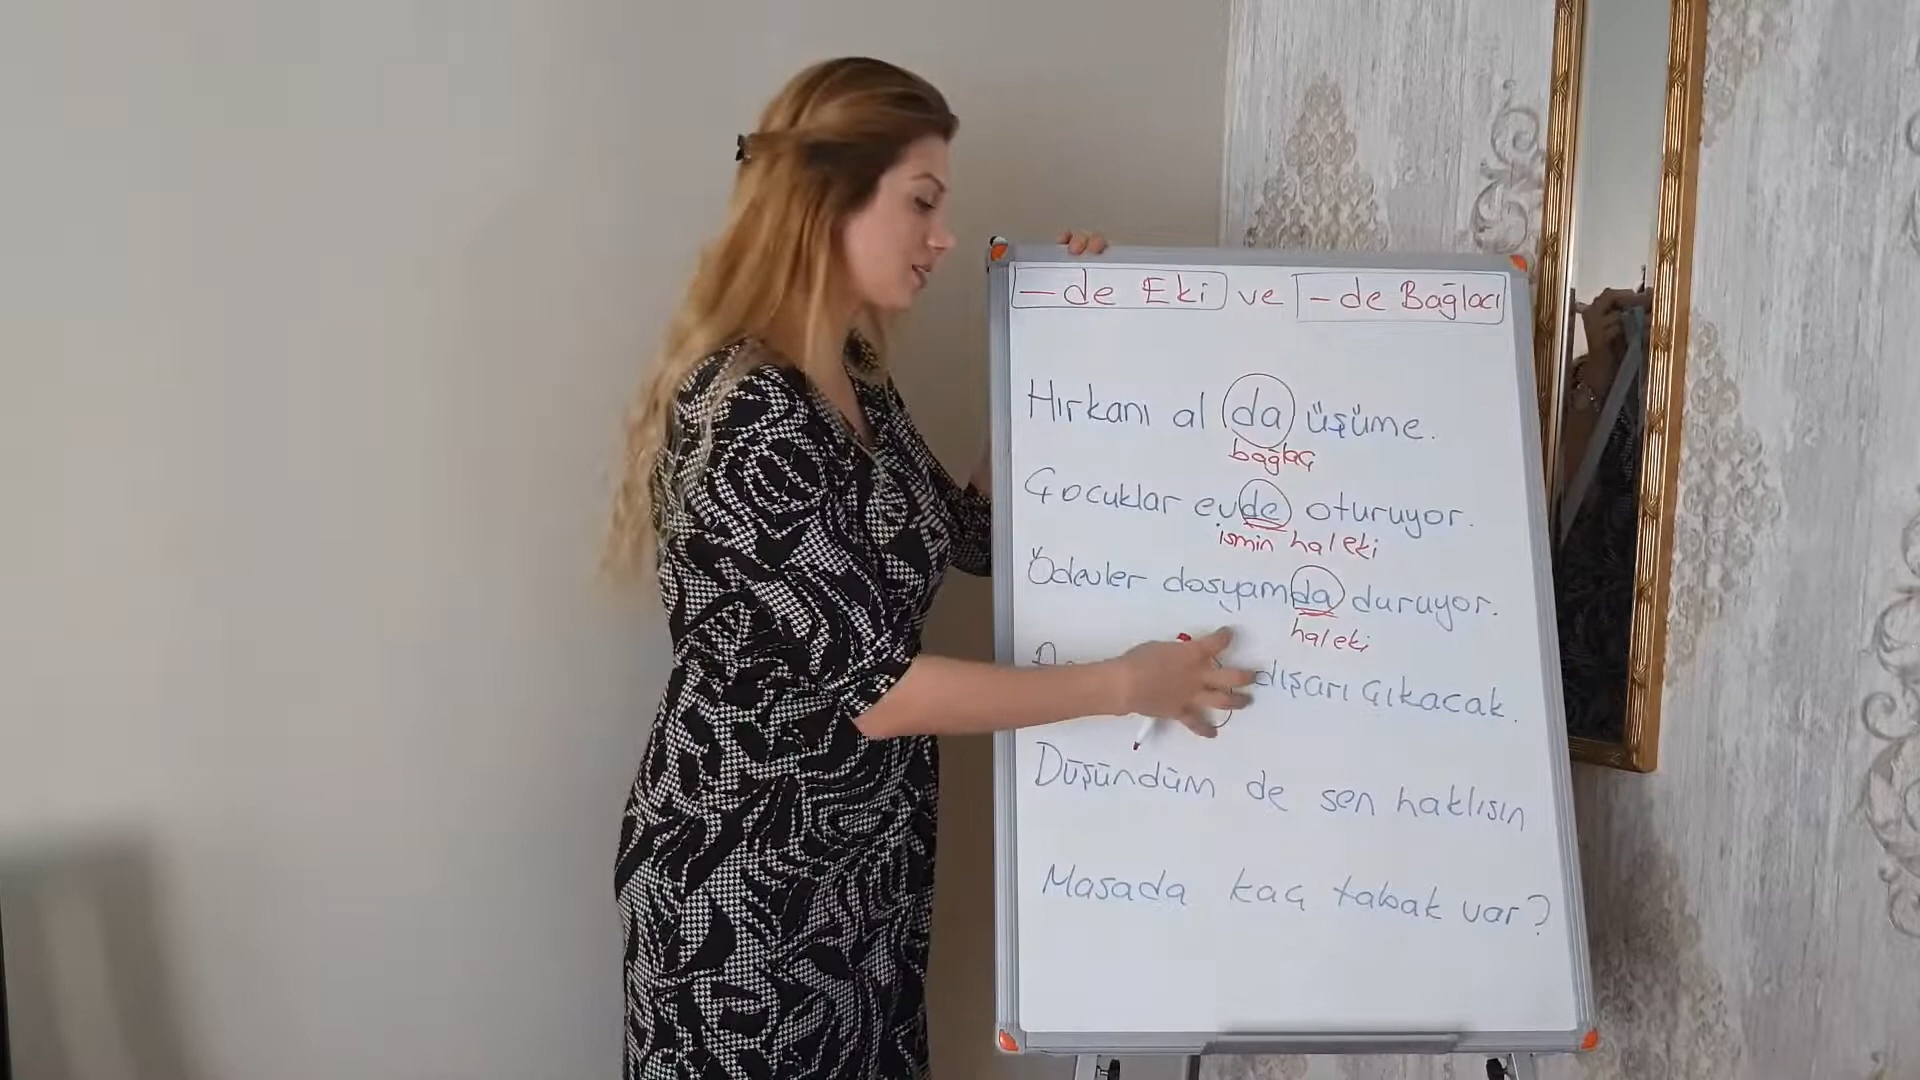 —de Eki ve —de Bağlacı
Hırkanı al da üşüme.
bağlaç
Çocuklar evde oturuyor.
ismin hal eki
Ödevler dosyamda duruyor.
hal eki
dışarı çıkacak.
Düşündüm de sen haklısın
Masada kaç tabak var?